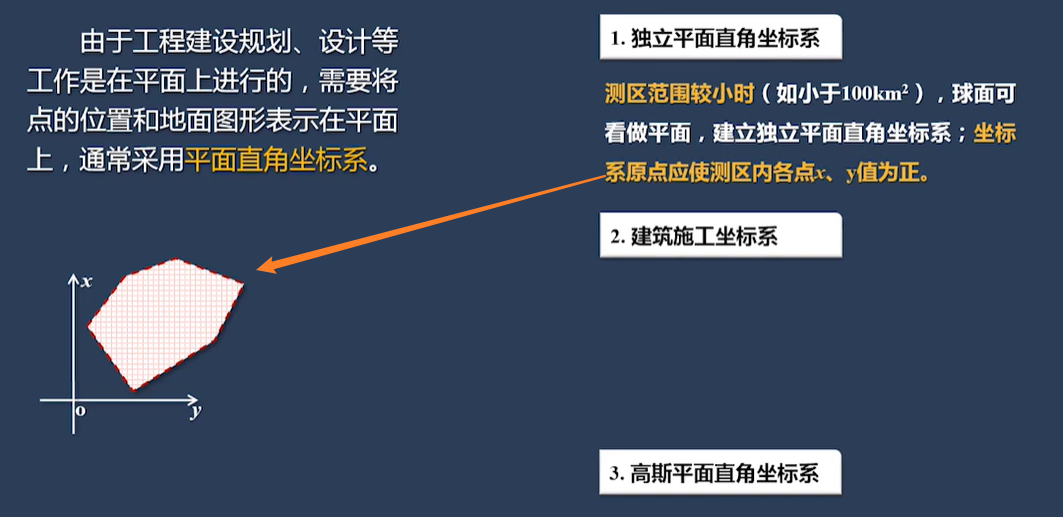 由于工程建设规划、设计等
工作是在平面上进行的，需要将
点的位置和地面图形表示在平面
上，通常采用平面直角坐标系。
x
o
y
1. 独立平面直角坐标系
测区范围较小时（如小于100km²），球面可
看做平面，建立独立平面直角坐标系；坐标
系原点应使测区内各点x、y值为正。
2. 建筑施工坐标系
3. 高斯平面直角坐标系